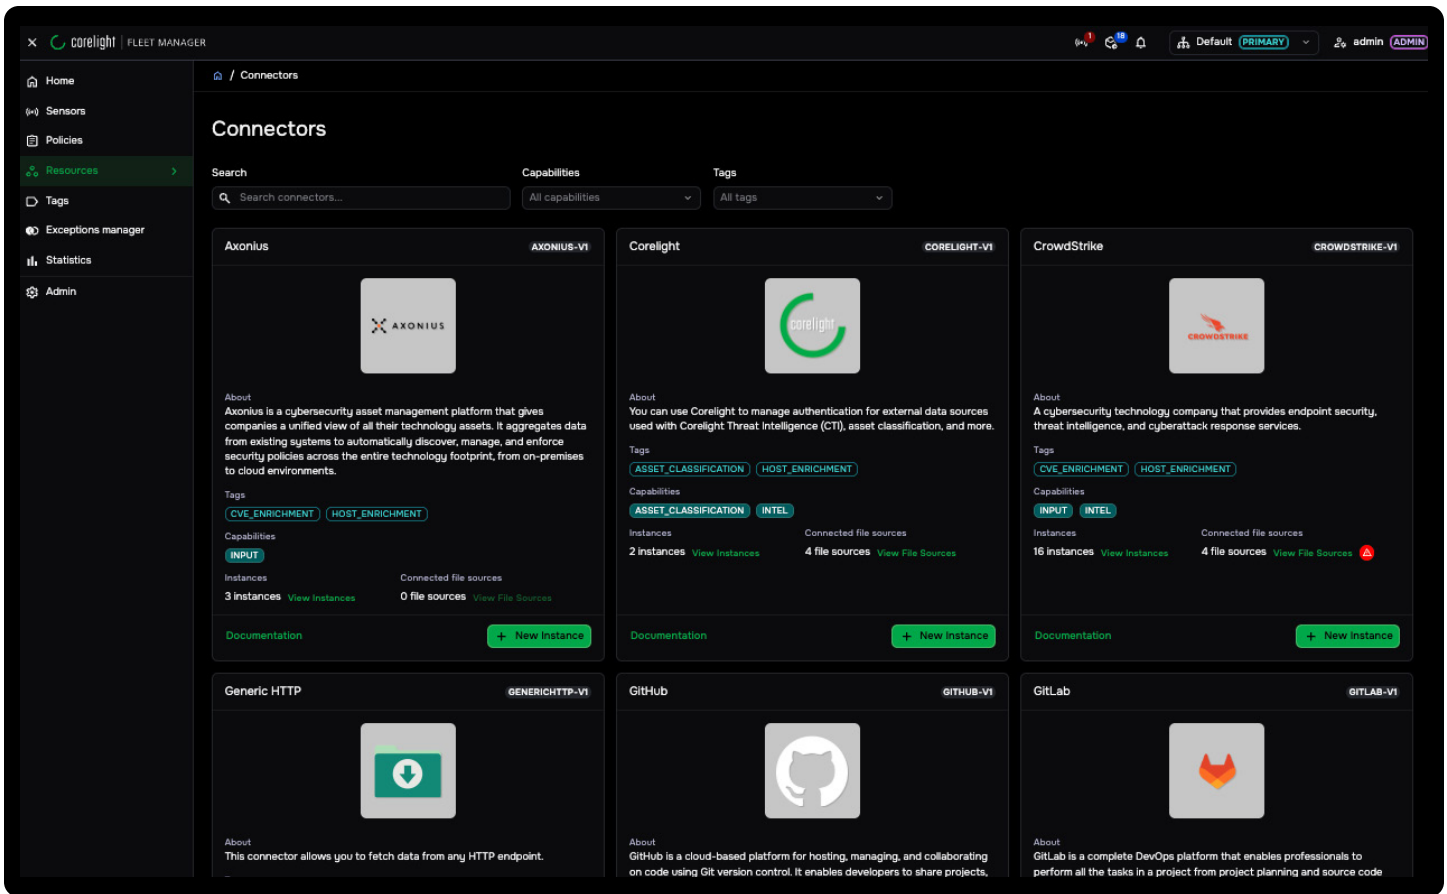 corelight FLEET MANAGER
1
18
Default PRIMARY
admin ADMIN
Home
Sensors
Policies
Resources
Tags
Exceptions manager
Statistics
Admin
/ Connectors
Connectors
Search
Capabilities
Tags
Search connectors...
All capabilities
All tags
Axonius AXONIUS-V1
AXONIUS
About
Axonius is a cybersecurity asset management platform that gives
companies a unified view of all their technology assets. It aggregates data
from existing systems to automatically discover, manage, and enforce
security policies across the entire technology footprint, from on-premises
to cloud environments.
Tags
CVE_ENRICHMENT HOST_ENRICHMENT
Capabilities
INPUT
Instances Connected file sources
3 instances View Instances 0 file sources View File Sources
Documentation + New Instance
Corelight CORELIGHT-V1
corelight
About
You can use Corelight to manage authentication for external data sources
used with Corelight Threat Intelligence (CTI), asset classification, and more.
Tags
ASSET_CLASSIFICATION HOST_ENRICHMENT
Capabilities
ASSET_CLASSIFICATION INTEL
Instances Connected file sources
2 instances View Instances 4 file sources View File Sources
Documentation + New Instance
CrowdStrike CROWDSTRIKE-V1
CROWDSTRIKE
About
A cybersecurity technology company that provides endpoint security,
threat intelligence, and cyberattack response services.
Tags
CVE_ENRICHMENT HOST_ENRICHMENT
Capabilities
INPUT INTEL
Instances Connected file sources
16 instances View Instances 4 file sources View File Sources
Documentation + New Instance
Generic HTTP GENERICHTTP-V1
About
This connector allows you to fetch data from any HTTP endpoint.
GitHub GITHUB-V1
About
GitHub is a cloud-based platform for hosting, managing, and collaborating
on code using Git version control. It enables developers to share projects,
GitLab GITLAB-V1
About
GitLab is a complete DevOps platform that enables professionals to
perform all the tasks in a project from project planning and source code